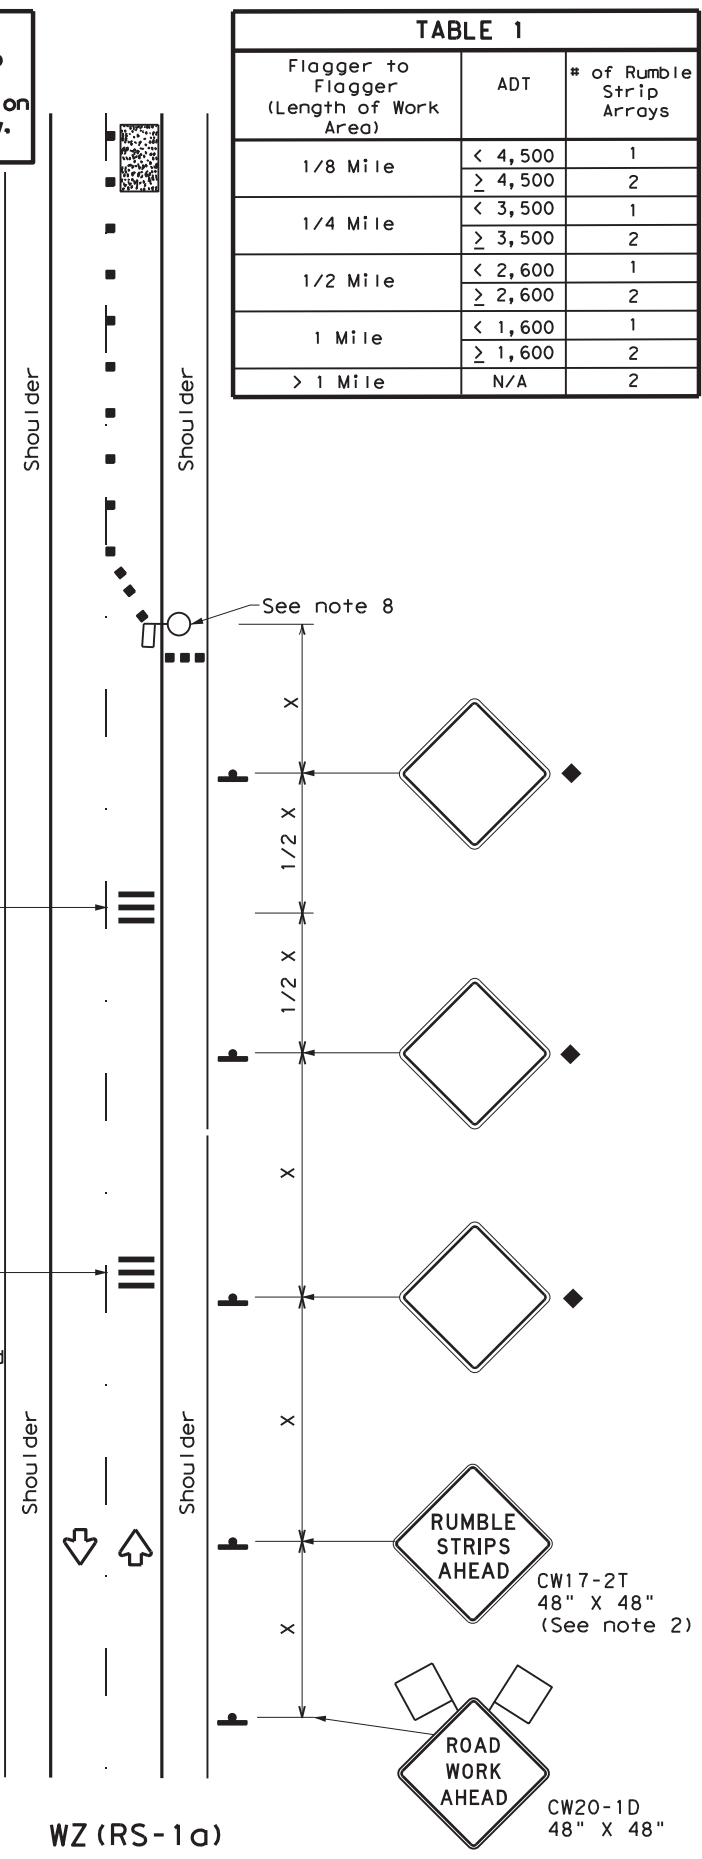 on
TABLE 1
Flagger to
Flagger
(Length of Work
Area)
ADT
# of Rumble
Strip
Arrays
1/8 Mile
< 4,500
1
≥ 4,500
2
1/4 Mile
< 3,500
1
≥ 3,500
2
1/2 Mile
< 2,600
1
≥ 2,600
2
1 Mile
< 1,600
1
≥ 1,600
2
> 1 Mile
N/A
2
Shoulder
Shoulder
See note 8
X
1/2 X
1/2 X
X
X
Shoulder
Shoulder
RUMBLE
STRIPS
AHEAD
CW17-2T
48" X 48"
(See note 2)
X
ROAD
WORK
AHEAD
CW20-1D
48" X 48"
WZ(RS-1a)